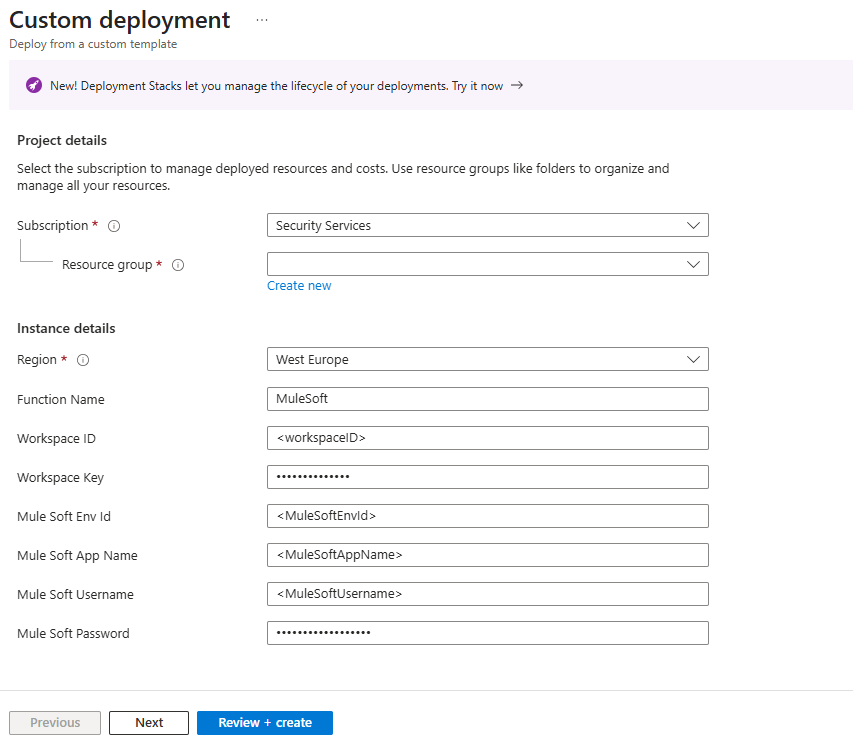 Custom deployment ...
Deploy from a custom template
New! Deployment Stacks let you manage the lifecycle of your deployments. Try it now →
Project details
Select the subscription to manage deployed resources and costs. Use resource groups like folders to organize and
manage all your resources.
Subscription * Security Services
Resource group *
Create new
Instance details
Region * West Europe
Function Name MuleSoft
Workspace ID <workspaceID>
Workspace Key ••••••••••••••
Mule Soft Env Id <MuleSoftEnvId>
Mule Soft App Name <MuleSoftAppName>
Mule Soft Username <MuleSoftUsername>
Mule Soft Password ••••••••••••••••••
Previous Next Review + create